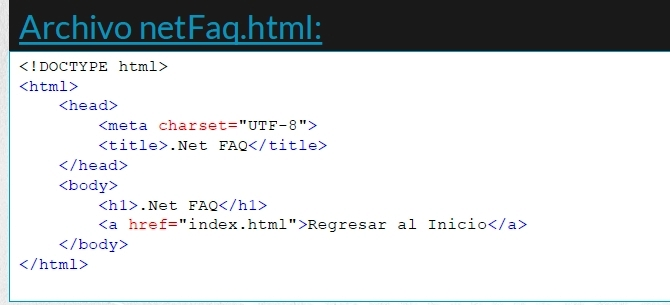 Archivo netFaq.html:
<!DOCTYPE html>
<html>
    <head>
        <meta charset="UTF-8">
        <title>.Net FAQ</title>
    </head>
    <body>
        <h1>.Net FAQ</h1>
        <a href="index.html">Regresar al Inicio</a>
    </body>
</html>